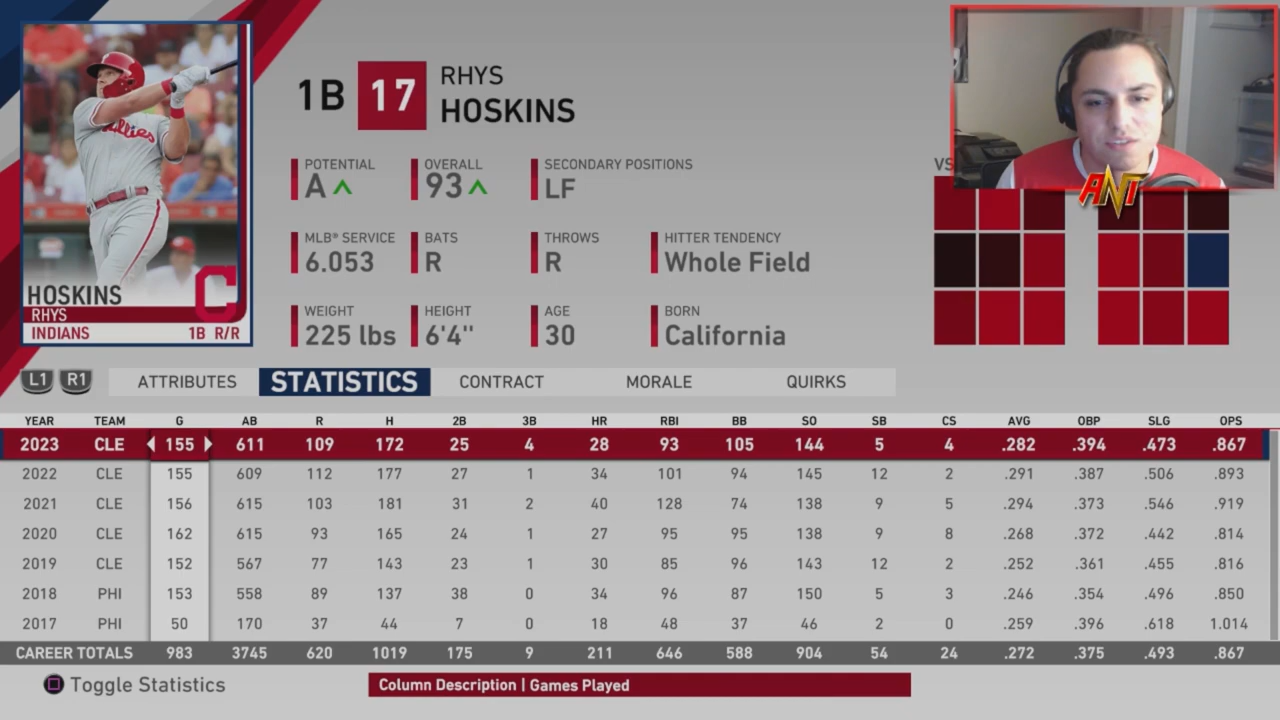 Phillies
HOSKINS
RHYS
INDIANS 1B R/R
1B 17 RHYS HOSKINS
POTENTIAL OVERALL SECONDARY POSITIONS
A 93 LF
MLB® SERVICE BATS THROWS HITTER TENDENCY
6.053 R R Whole Field
WEIGHT HEIGHT AGE BORN
225 lbs 6'4" 30 California
VS
ANT
L1 R1 ATTRIBUTES STATISTICS CONTRACT MORALE QUIRKS
YEAR TEAM G AB R H 2B 3B HR RBI BB SO SB CS AVG OBP SLG OPS
2023 CLE 155 611 109 172 25 4 28 93 105 144 5 4 .282 .394 .473 .867
2022 CLE 155 609 112 177 27 1 34 101 94 145 12 2 .291 .387 .506 .893
2021 CLE 156 615 103 181 31 2 40 128 74 138 9 5 .294 .373 .546 .919
2020 CLE 162 615 93 165 24 1 27 95 95 138 9 8 .268 .372 .442 .814
2019 CLE 152 567 77 143 23 1 30 85 96 143 12 2 .252 .361 .455 .816
2018 PHI 153 558 89 137 38 0 34 96 87 150 5 3 .246 .354 .496 .850
2017 PHI 50 170 37 44 7 0 18 48 37 46 2 0 .259 .396 .618 1.014
CAREER TOTALS 983 3745 620 1019 175 9 211 646 588 904 54 24 .272 .375 .493 .867
Toggle Statistics
Column Description | Games Played